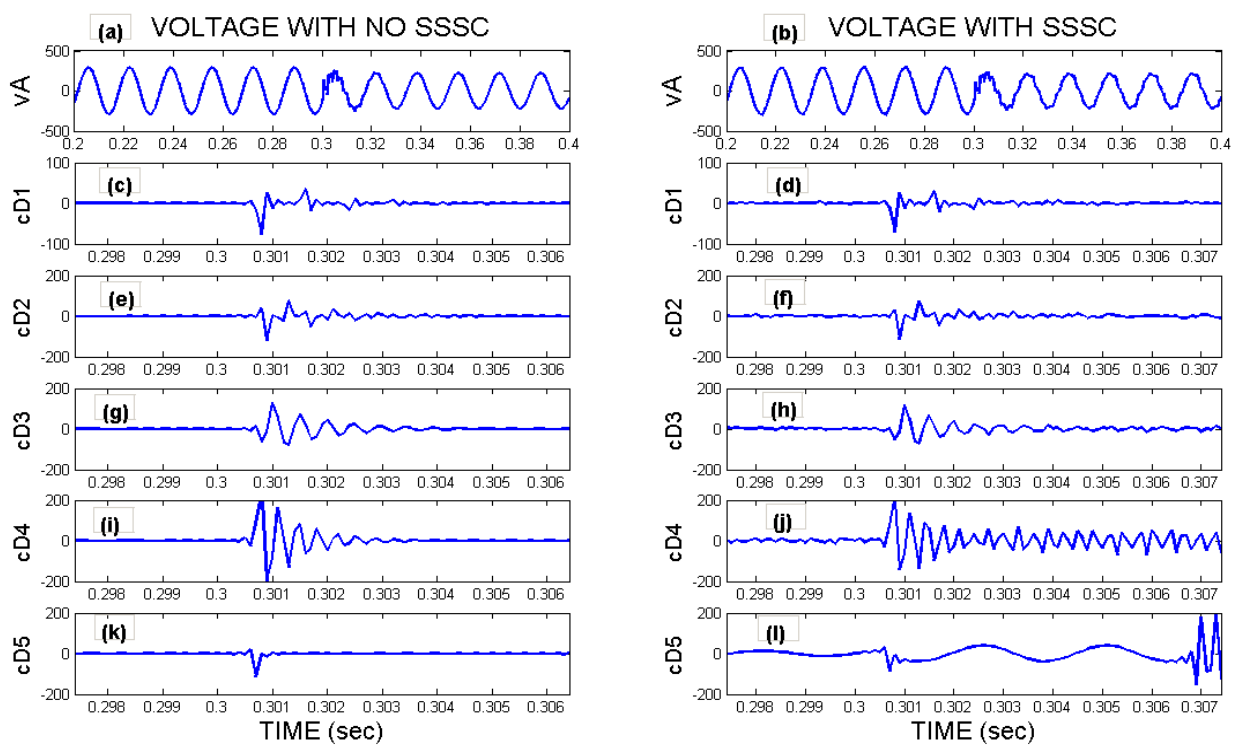 (a) VOLTAGE WITH NO SSSC
500
0
-500
vA
0.2 0.22 0.24 0.26 0.28 0.3 0.32 0.34 0.36 0.38 0.4
(b) VOLTAGE WITH SSSC
500
0
-500
vA
0.2 0.22 0.24 0.26 0.28 0.3 0.32 0.34 0.36 0.38 0.4
(c)
100
0
-100
cD1
0.298 0.299 0.3 0.301 0.302 0.303 0.304 0.305 0.306
(d)
100
0
-100
cD1
0.298 0.299 0.3 0.301 0.302 0.303 0.304 0.305 0.306 0.307
(e)
200
0
-200
cD2
0.298 0.299 0.3 0.301 0.302 0.303 0.304 0.305 0.306
(f)
200
0
-200
cD2
0.298 0.299 0.3 0.301 0.302 0.303 0.304 0.305 0.306 0.307
(g)
200
0
-200
cD3
0.298 0.299 0.3 0.301 0.302 0.303 0.304 0.305 0.306
(h)
200
0
-200
cD3
0.298 0.299 0.3 0.301 0.302 0.303 0.304 0.305 0.306 0.307
(i)
200
0
-200
cD4
0.298 0.299 0.3 0.301 0.302 0.303 0.304 0.305 0.306
(j)
200
0
-200
cD4
0.298 0.299 0.3 0.301 0.302 0.303 0.304 0.305 0.306 0.307
(k)
200
0
-200
cD5
0.298 0.299 0.3 0.301 0.302 0.303 0.304 0.305 0.306
TIME (sec)
(l)
200
0
-200
cD5
0.298 0.299 0.3 0.301 0.302 0.303 0.304 0.305 0.306 0.307
TIME (sec)